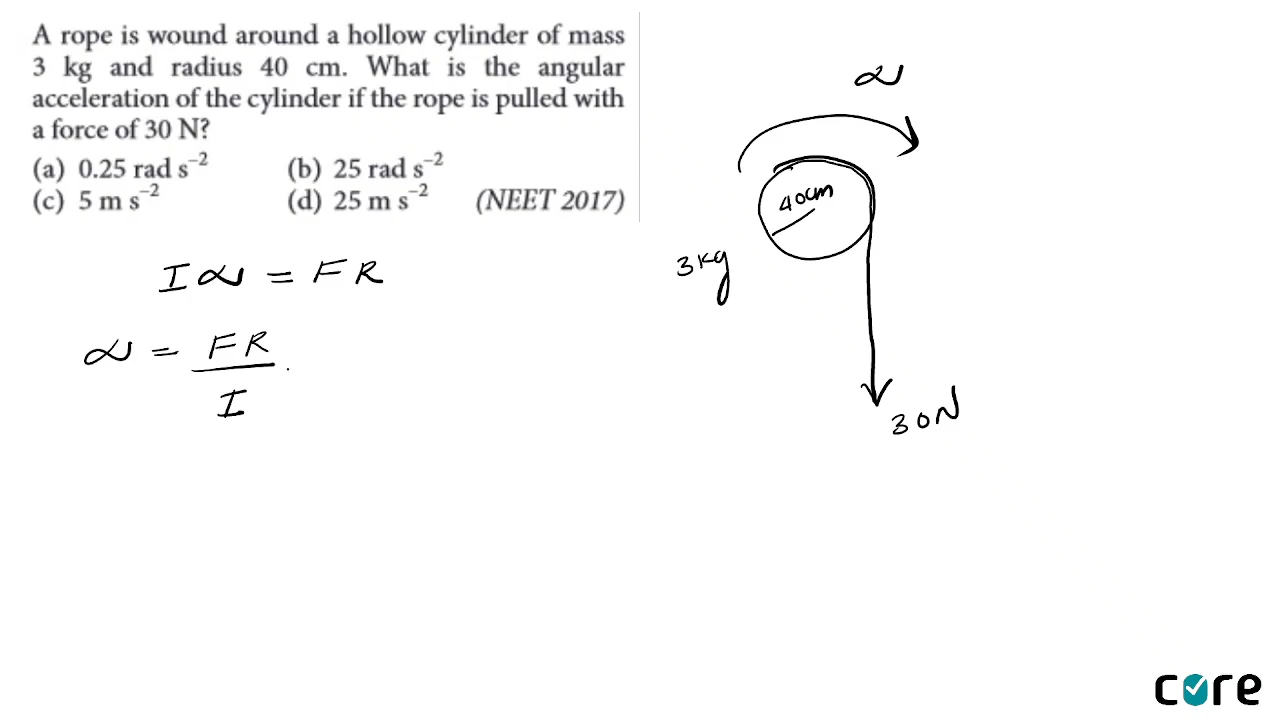 A rope is wound around a hollow cylinder of mass
3 kg and radius 40 cm. What is the angular
acceleration of the cylinder if the rope is pulled with
a force of 30 N?
(a) 0.25 rad s⁻² (b) 25 rad s⁻²
(c) 5 m s⁻² (d) 25 m s⁻² (NEET 2017)
Iα = FR
α = FR
I
α
40cm
3kg
30N
core